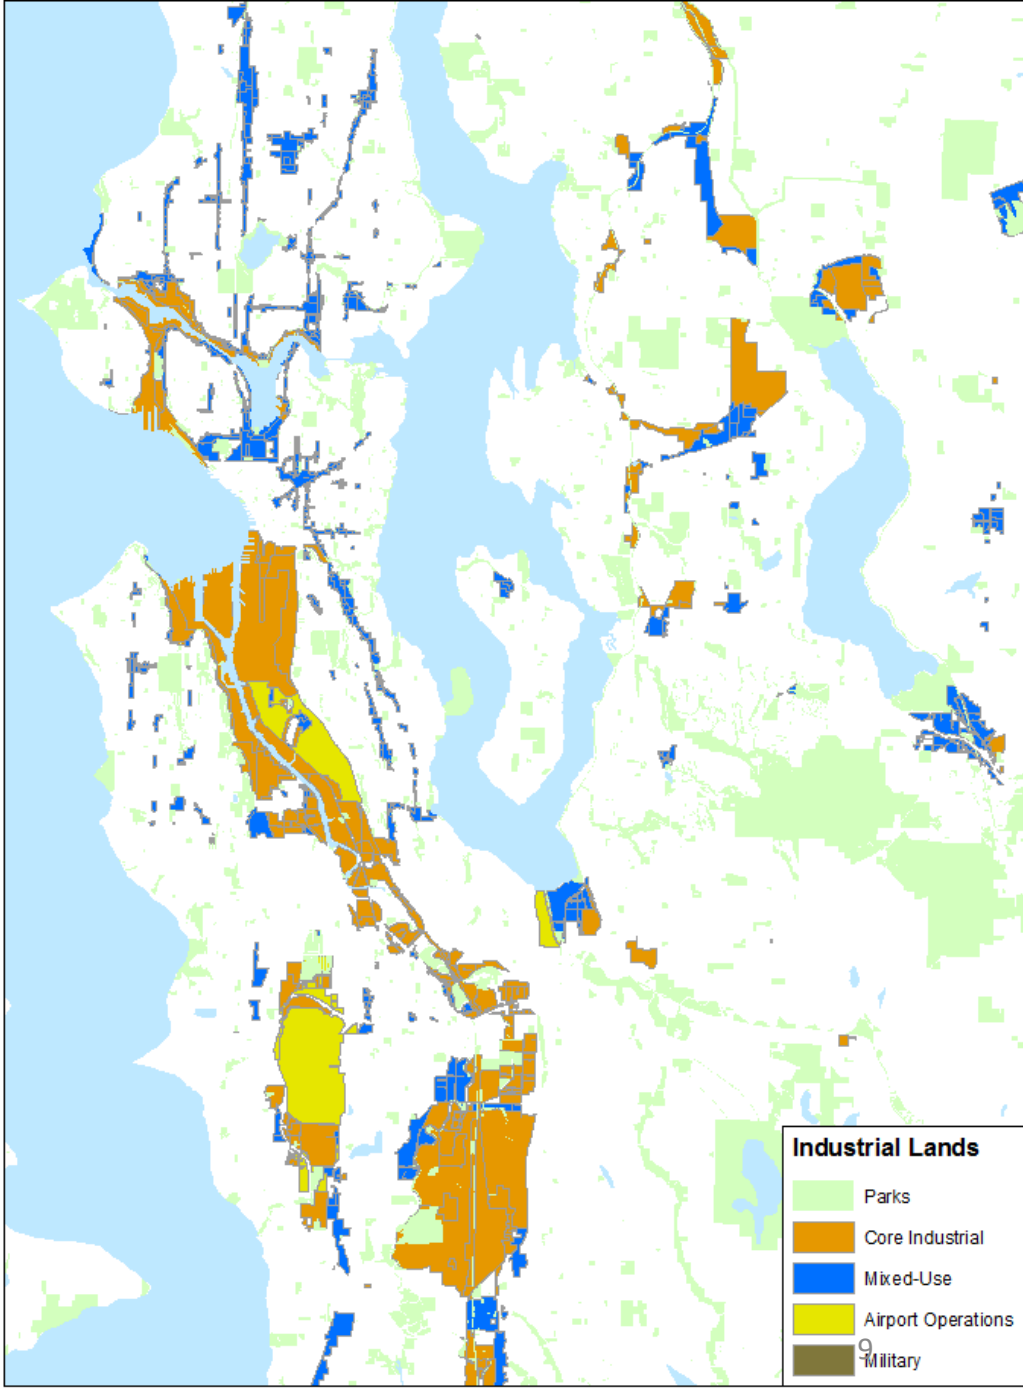 Industrial Lands
Parks
Core Industrial
Mixed-Use
Airport Operations
9
Military